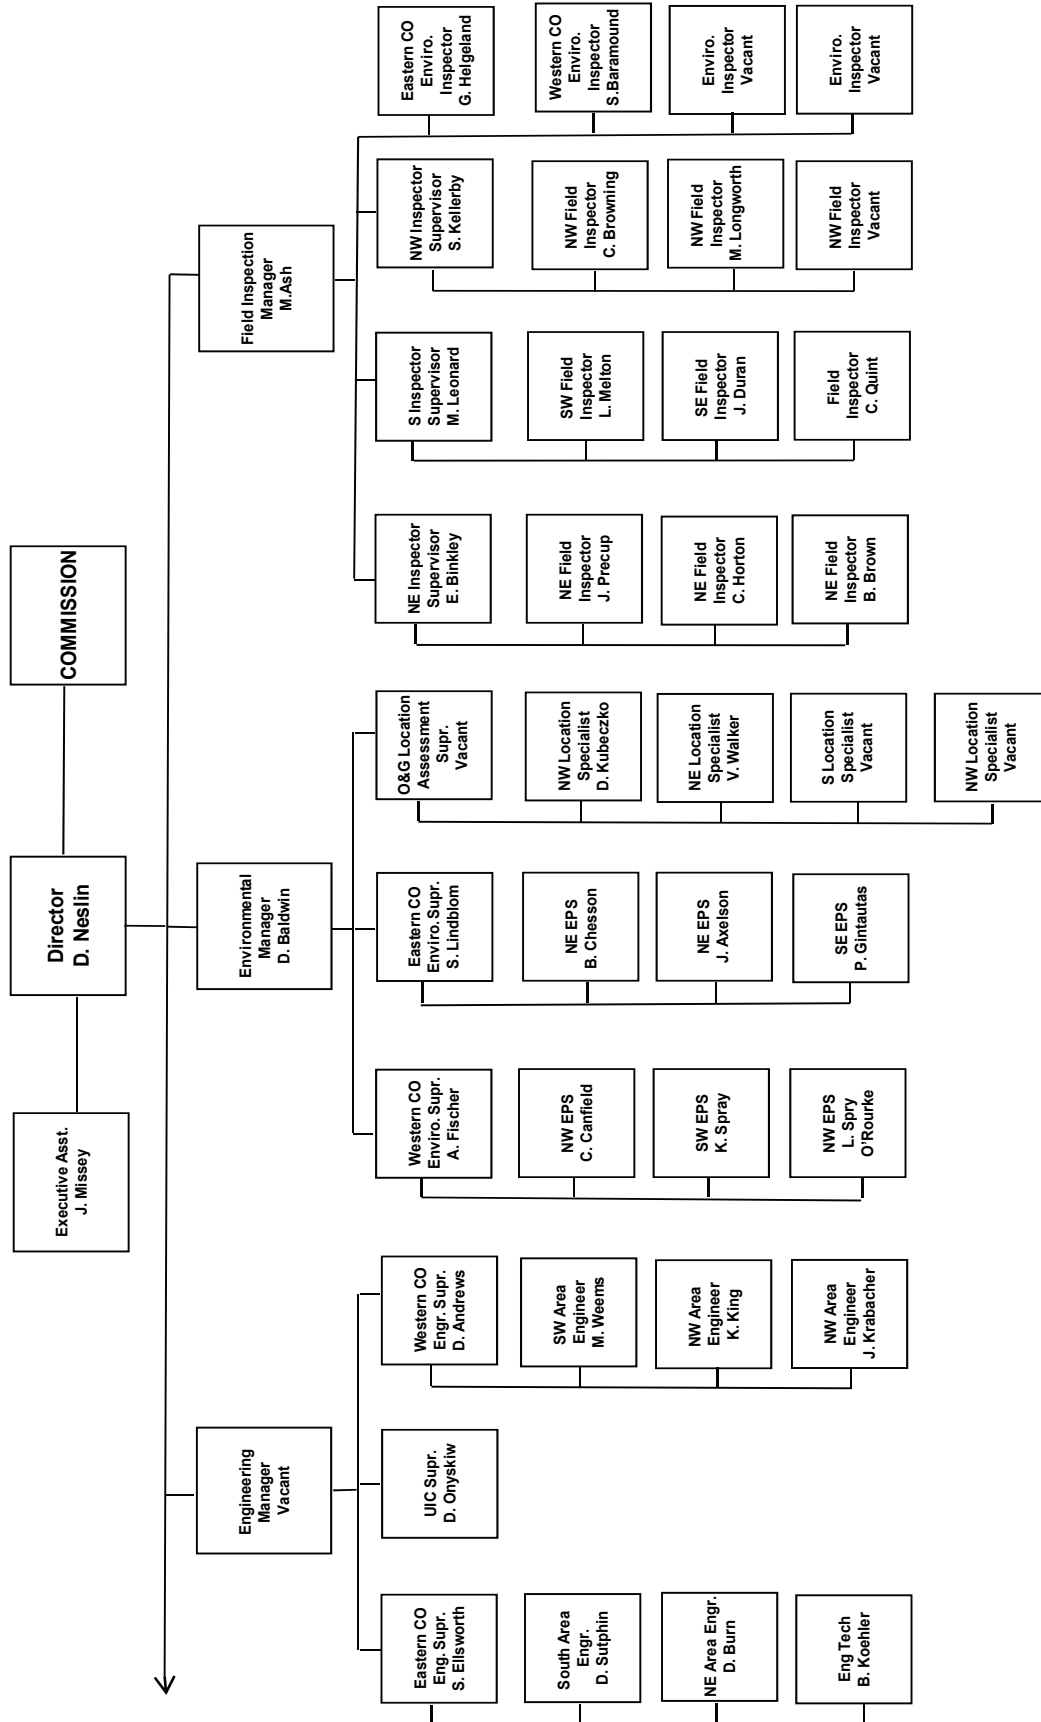 Executive Asst.
J. Missey
Director
D. Neslin
COMMISSION
Engineering
Manager
Vacant
Environmental
Manager
D. Baldwin
Field Inspection
Manager
M.Ash
Eastern CO
Eng. Supr.
S. Ellsworth
UIC Supr.
D. Onyskiw
Western CO
Engr. Supr.
D. Andrews
Western CO
Enviro. Supr.
A. Fischer
Eastern CO
Enviro. Supr.
S. Lindblom
O&G Location
Assessment
Supr.
Vacant
NE Inspector
Supervisor
E. Binkley
S Inspector
Supervisor
M. Leonard
NW Inspector
Supervisor
S. Kellerby
Eastern CO
Enviro.
Inspector
G. Helgeland
South Area
Engr.
D. Sutphin
SW Area
Engineer
M. Weems
NW EPS
C. Canfield
NE EPS
B. Chesson
NW Location
Specialist
D. Kubeczko
NE Field
Inspector
J. Precup
SW Field
Inspector
L. Melton
NW Field
Inspector
C. Browning
Western CO
Enviro.
Inspector
S.Baramound
NE Area Engr.
D. Burn
NW Area
Engineer
K. King
SW EPS
K. Spray
NE EPS
J. Axelson
NE Location
Specialist
V. Walker
NE Field
Inspector
C. Horton
SE Field
Inspector
J. Duran
NW Field
Inspector
M. Longworth
Enviro.
Inspector
Vacant
Eng Tech
B. Koehler
NW Area
Engineer
J. Krabacher
NW EPS
L. Spry
O'Rourke
SE EPS
P. Gintautas
S Location
Specialist
Vacant
NE Field
Inspector
B. Brown
Field
Inspector
C. Quint
NW Field
Inspector
Vacant
Enviro.
Inspector
Vacant
NW Location
Specialist
Vacant